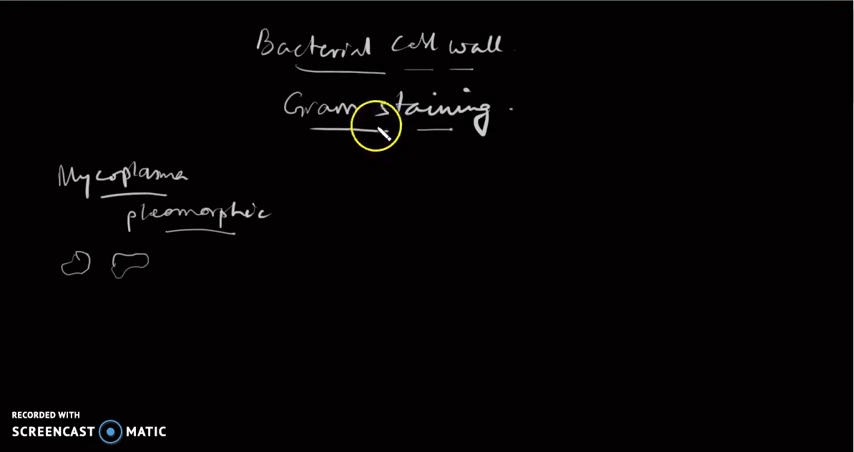 Bacterial Cell wall.
Gram staining.
Mycoplasma
pleomorphic
RECORDED WITH
SCREENCAST MATIC